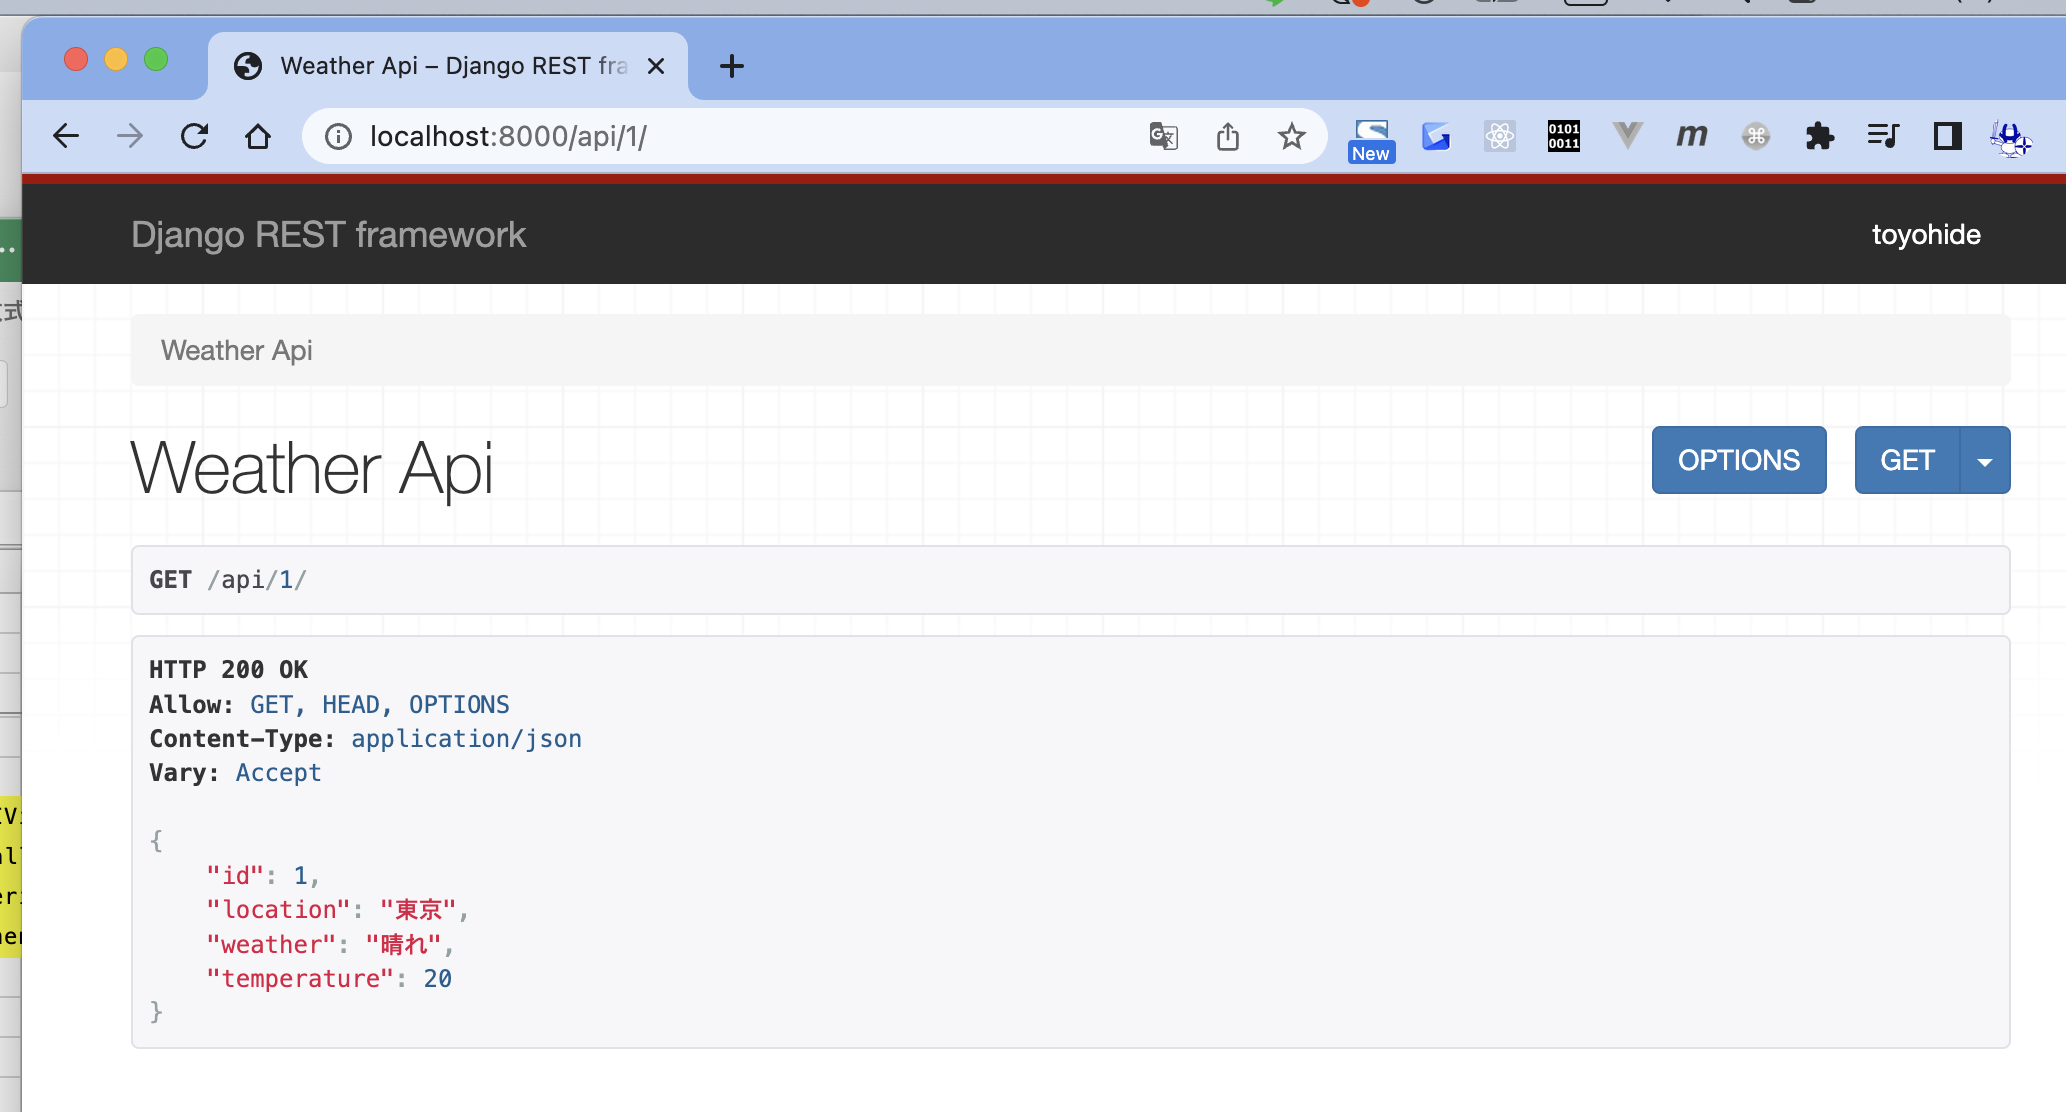 Weather Api – Django REST fra
localhost:8000/api/1/
New
0101
0011
m
Django REST framework
toyohide
Weather Api
Weather Api
OPTIONS
GET
GET /api/1/
HTTP 200 OK
Allow: GET, HEAD, OPTIONS
Content-Type: application/json
Vary: Accept
{
"id": 1,
"location": "東京",
"weather": "晴れ",
"temperature": 20
}